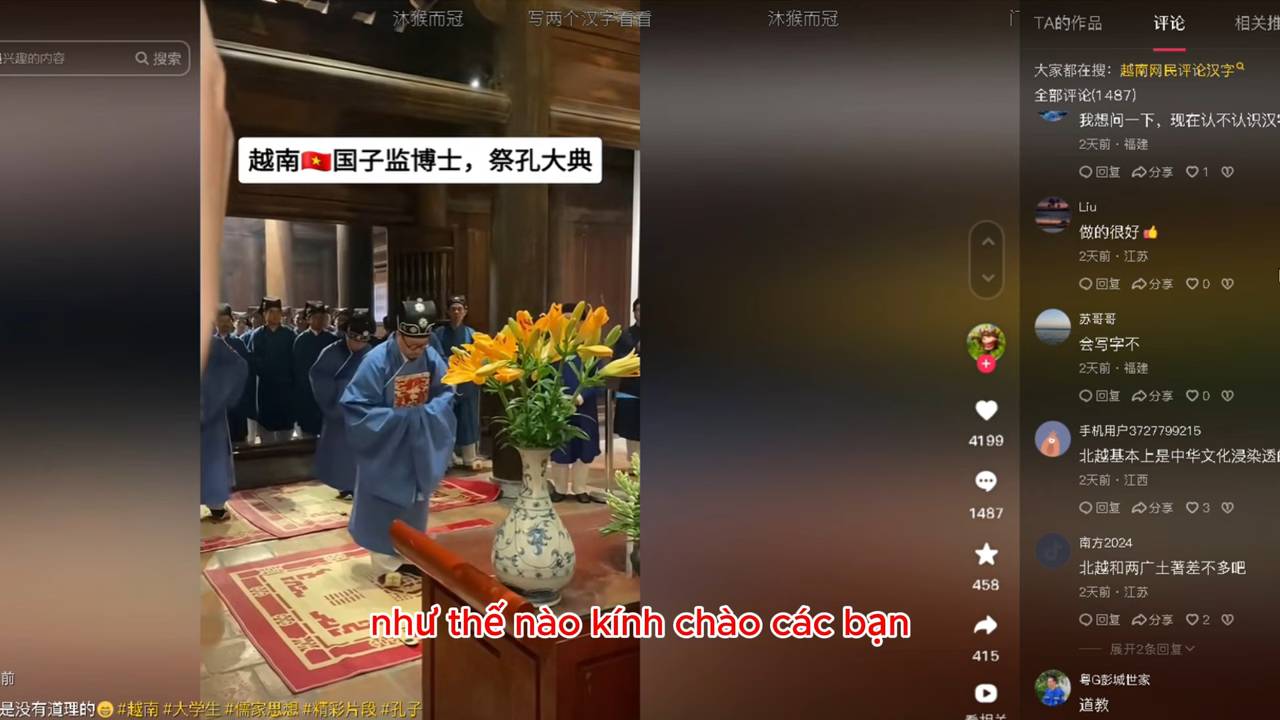 沐猴而冠
写两个汉字看看
沐猴而冠
兴趣的内容
搜索
越南🇻🇳国子监博士，祭孔大典
4199
1487
458
415
看相关
như thế nào kính chào các bạn
前
是没有道理的😄#越南 #大学生 #儒家思想 #精彩片段 #孔子
TA的作品
评论
相关推
大家都在搜：越南网民评论汉字
全部评论(1487)
我想问一下，现在认不认识汉字
2天前·福建
回复 分享 1
Liu
做的很好👍
2天前·江苏
回复 分享 0
苏哥哥
会写字不
2天前·福建
回复 分享 0
手机用户3727799215
北越基本上是中华文化浸染透的
2天前·江西
回复 分享 3
南方2024
北越和两广土著差不多吧
2天前·江苏
回复 分享 2
展开2条回复
粤G彭城世家
道教